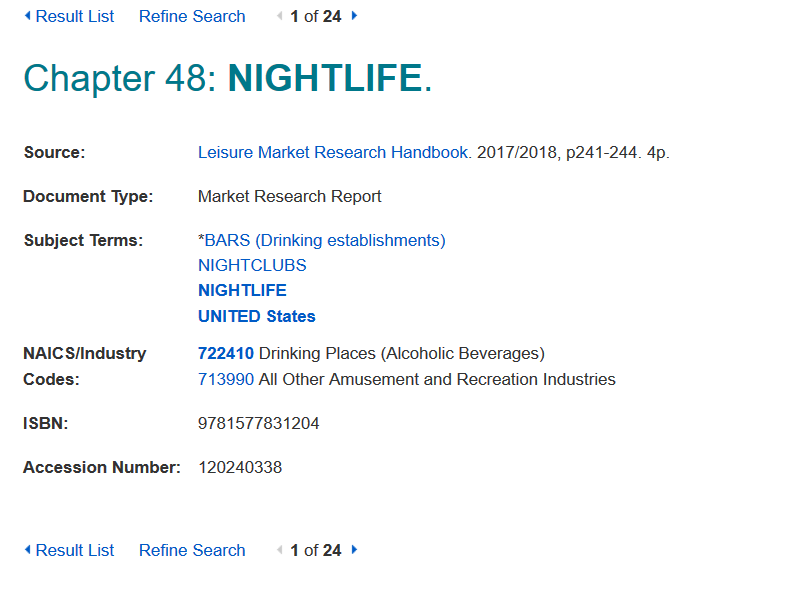 Result List Refine Search 1 of 24
Chapter 48: NIGHTLIFE.
Source: Leisure Market Research Handbook. 2017/2018, p241-244. 4p.
Document Type: Market Research Report
Subject Terms: *BARS (Drinking establishments)
NIGHTCLUBS
NIGHTLIFE
UNITED States
NAICS/Industry 722410 Drinking Places (Alcoholic Beverages)
Codes: 713990 All Other Amusement and Recreation Industries
ISBN: 9781577831204
Accession Number: 120240338
Result List Refine Search 1 of 24